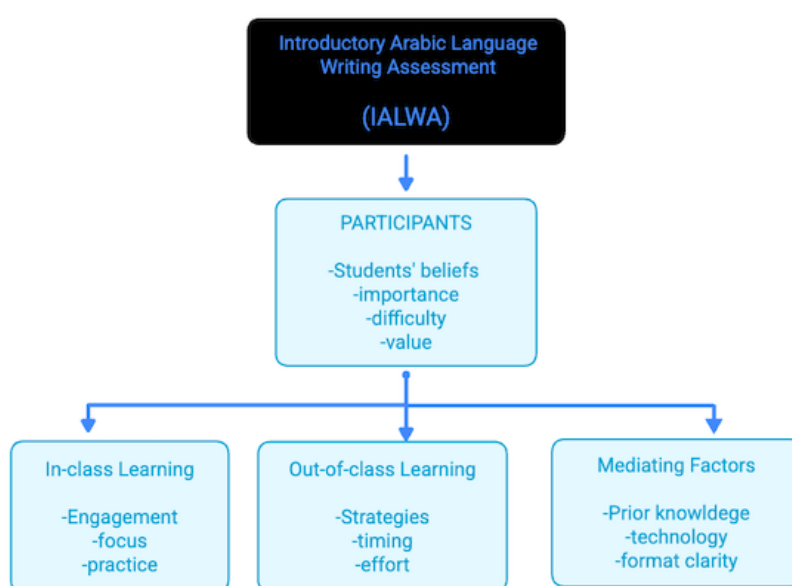 Introductory Arabic Language
Writing Assessment
(IALWA)
PARTICIPANTS
-Students' beliefs
-importance
-difficulty
-value
In-class Learning
-Engagement
-focus
-practice
Out-of-class Learning
-Strategies
-timing
-effort
Mediating Factors
-Prior knowldege
-technology
-format clarity